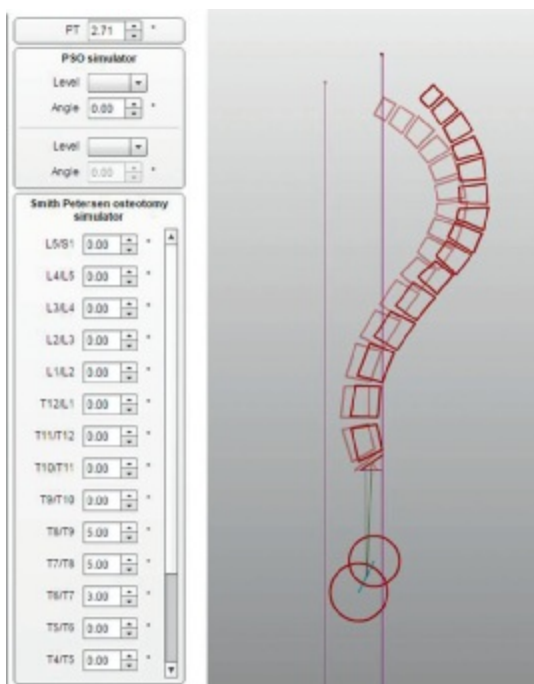 PT 2.71 °
PSO simulator
Level
Angle 0.00 °
Level
Angle 0.00 °
Smith Petersen osteotomy
simulator
L5/S1 0.00 °
L4/L5 0.00 °
L3/L4 0.00 °
L2/L3 0.00 °
L1/L2 0.00 °
T12/L1 0.00 °
T11/T12 0.00 °
T10/T11 0.00 °
T9/T10 0.00 °
T8/T9 5.00 °
T7/T8 5.00 °
T6/T7 3.00 °
T5/T6 0.00 °
T4/T5 0.00 °